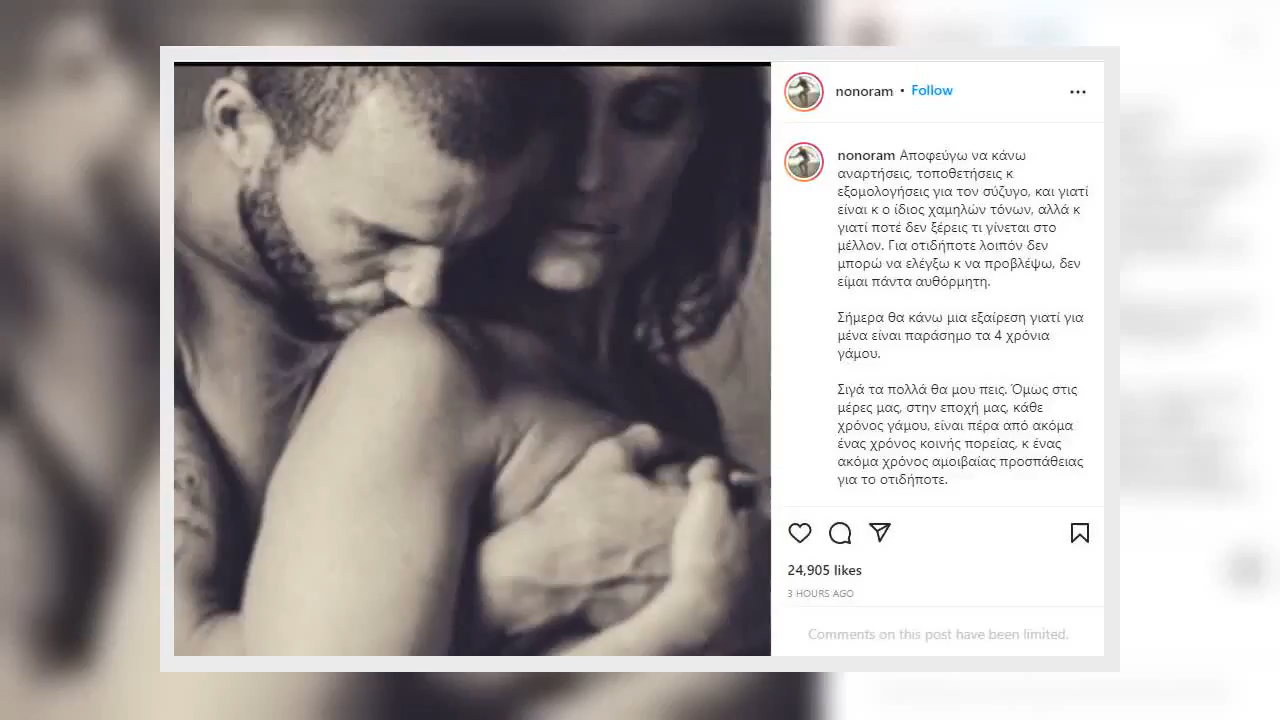 nonoram • Follow
nonoram Αποφεύγω να κάνω
αναρτήσεις, τοποθετήσεις κ
εξομολογήσεις για τον σύζυγο, και γιατί
είναι κ ο ίδιος χαμηλών τόνων, αλλά κ
γιατί ποτέ δεν ξέρεις τι γίνεται στο
μέλλον. Για οτιδήποτε λοιπόν δεν
μπορώ να ελέγξω κ να προβλέψω, δεν
είμαι πάντα αυθόρμητη.
Σήμερα θα κάνω μια εξαίρεση γιατί για
μένα είναι παράσημο τα 4 χρόνια
γάμου.
Σιγά τα πολλά θα μου πεις. Όμως στις
μέρες μας, στην εποχή μας, κάθε
χρόνος γάμου, είναι πέρα από ακόμα
ένας χρόνος κοινής πορείας, κ ένας
ακόμα χρόνος αμοιβαίας προσπάθειας
για το οτιδήποτε.
24,905 likes
3 HOURS AGO
Comments on this post have been limited.